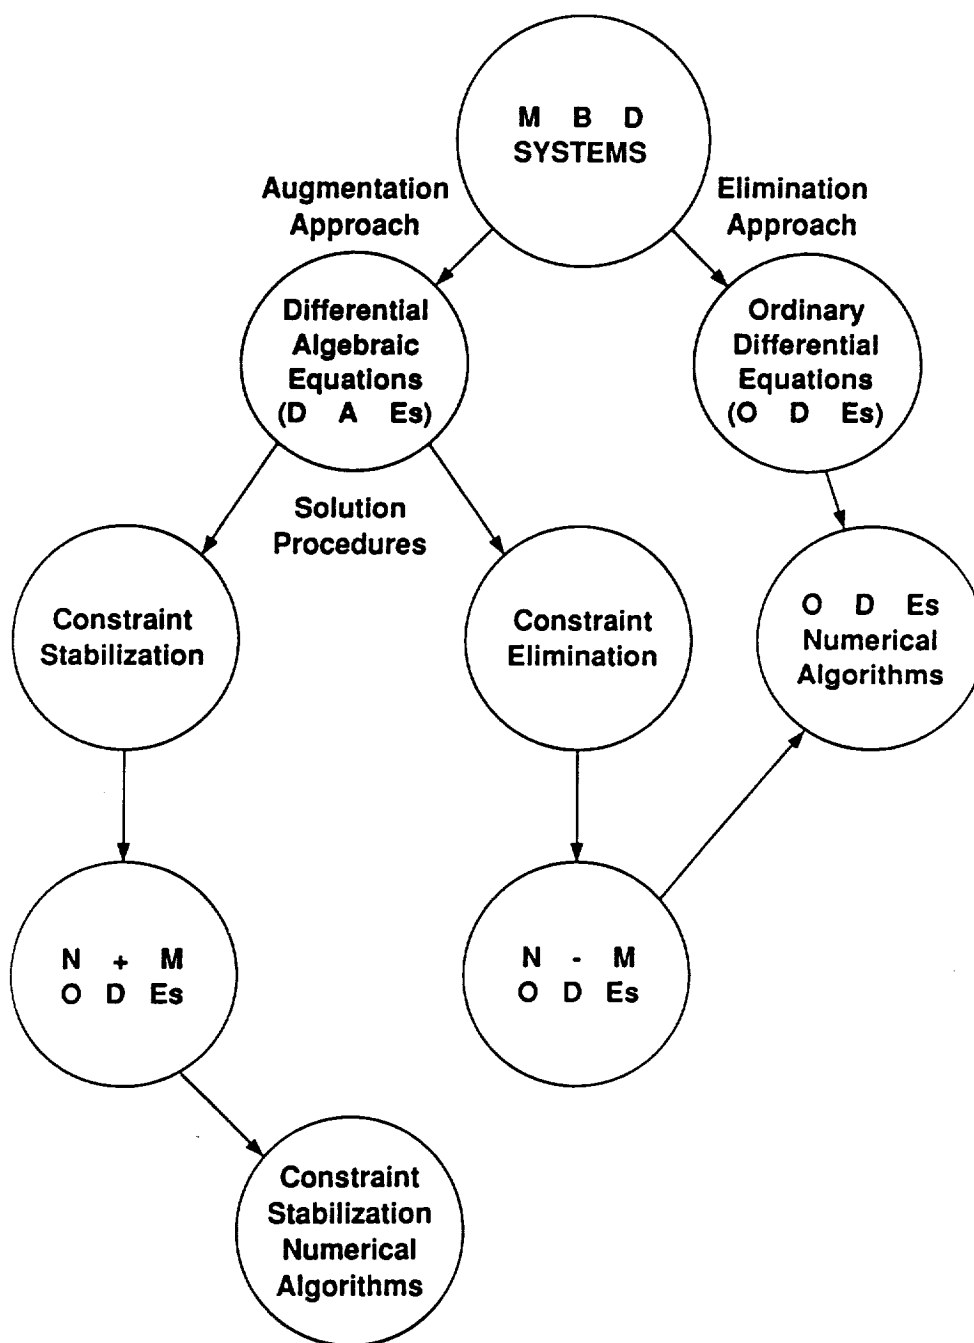 M B D
SYSTEMS
Augmentation
Approach
Elimination
Approach
Differential
Algebraic
Equations
(D A Es)
Ordinary
Differential
Equations
(O D Es)
Solution
Procedures
Constraint
Stabilization
Constraint
Elimination
O D Es
Numerical
Algorithms
N + M
O D Es
N - M
O D Es
Constraint
Stabilization
Numerical
Algorithms